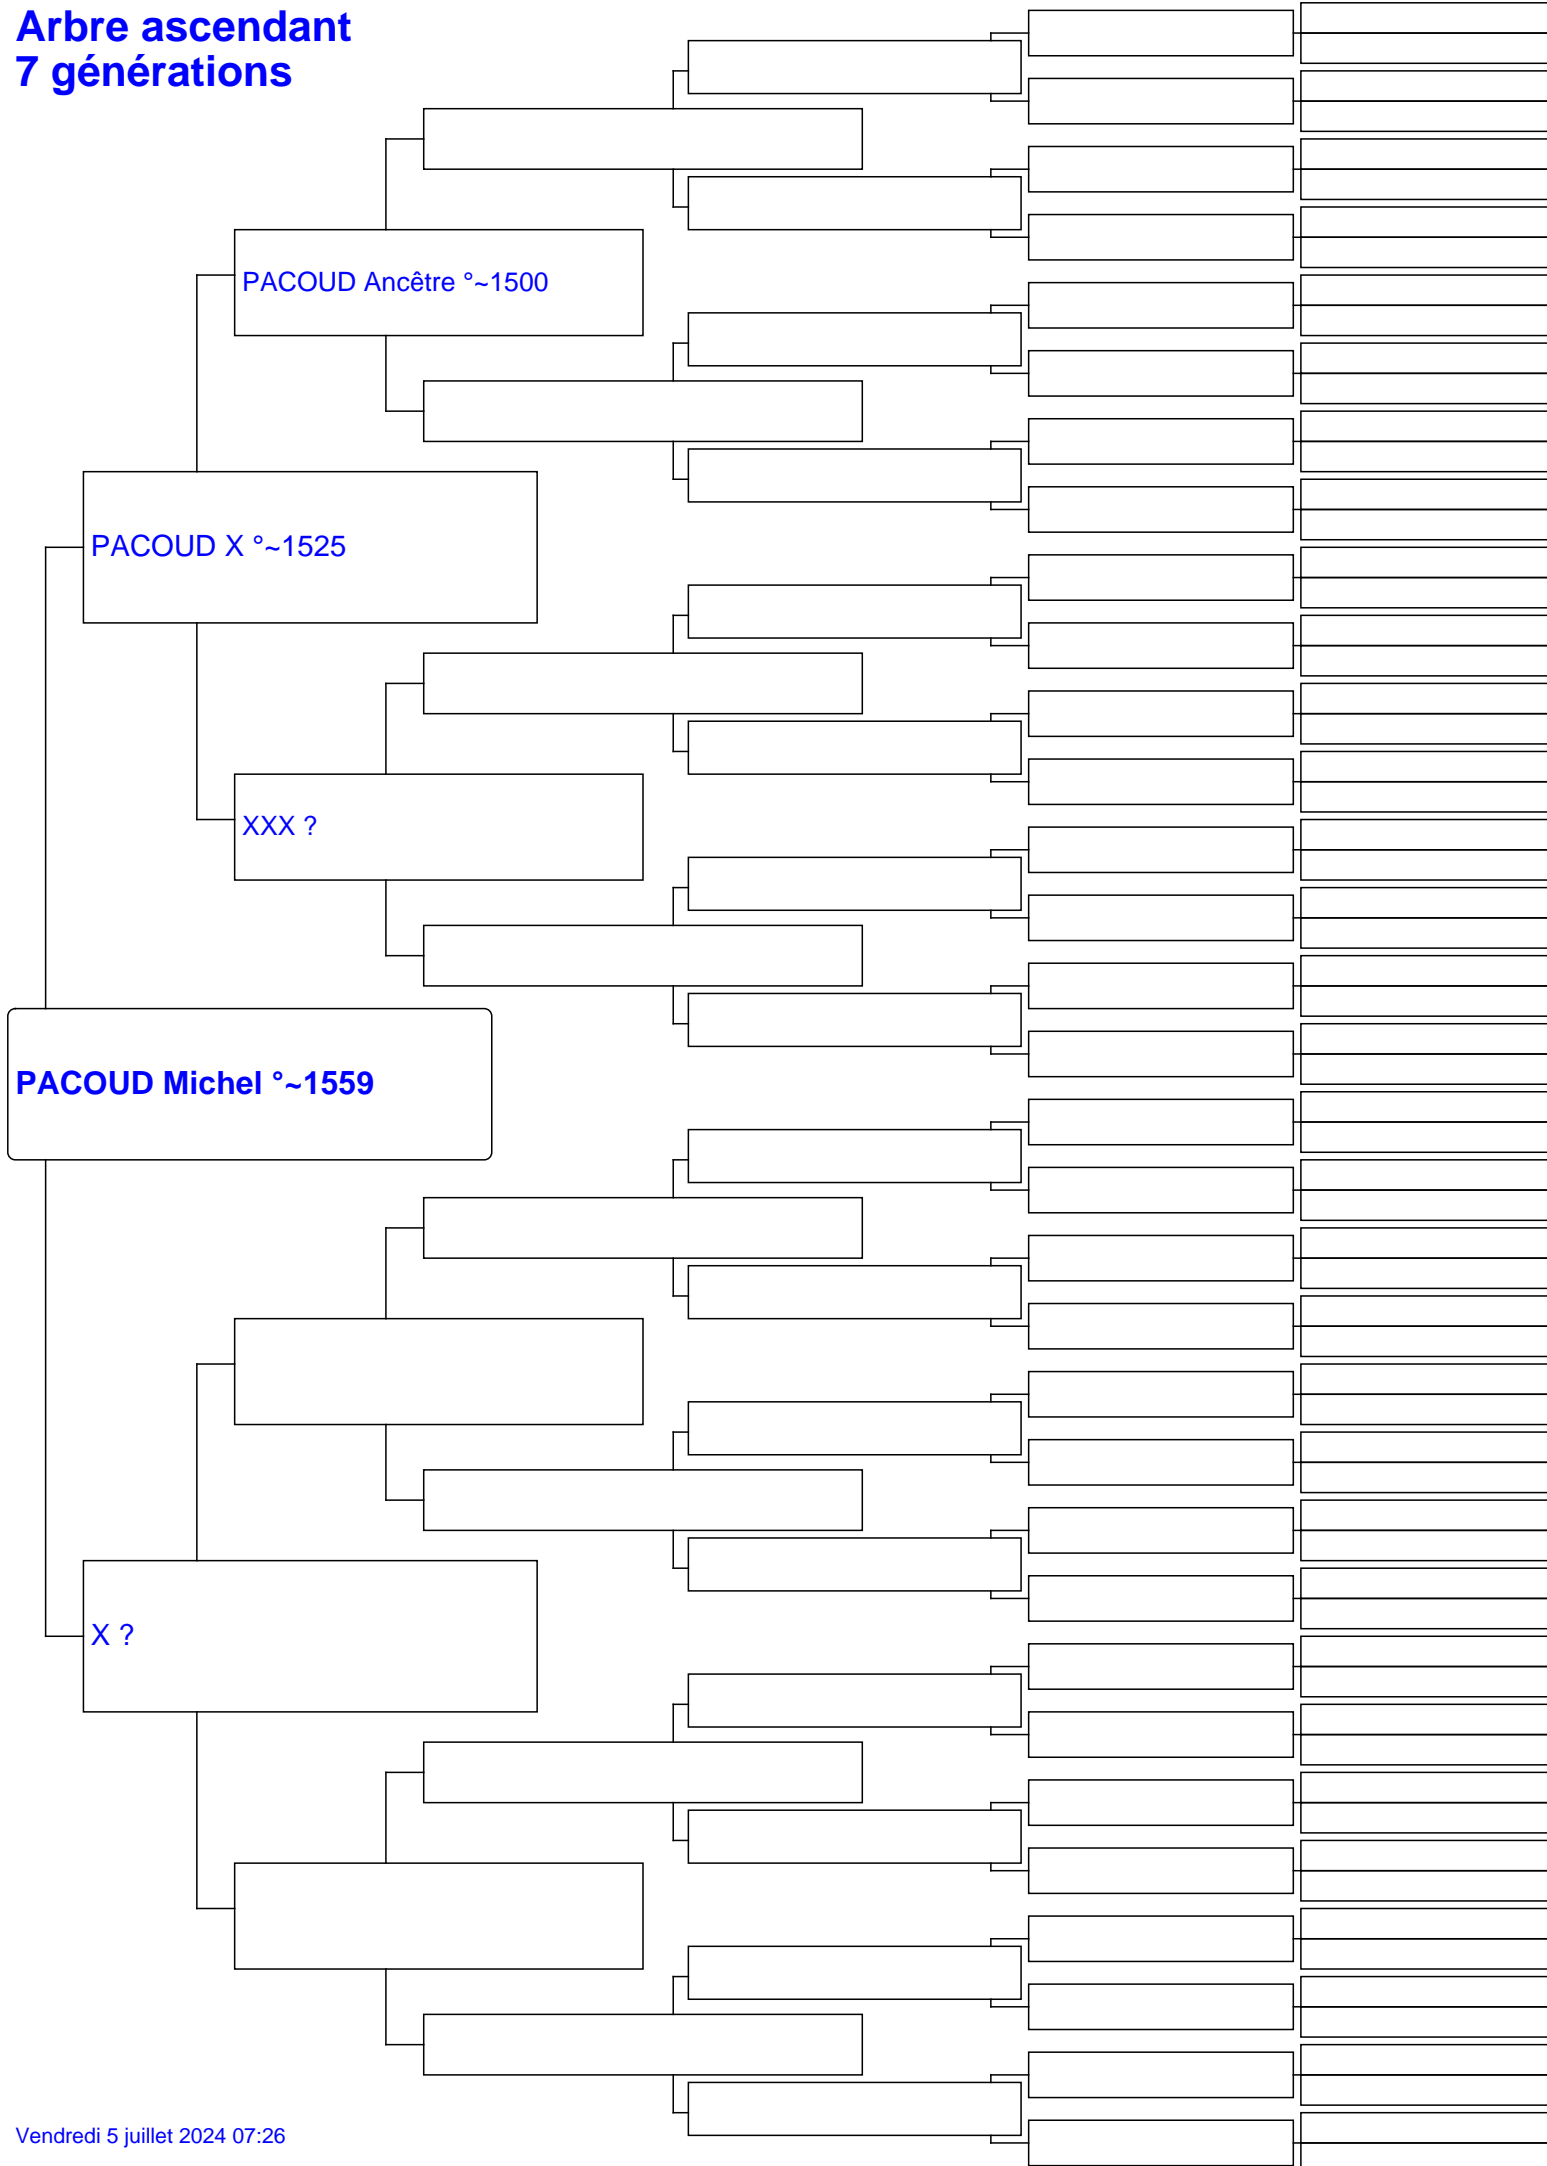 Arbre ascendant
7 générations
PACOUD Ancêtre °~1500
PACOUD X °~1525
XXX ?
PACOUD Michel °~1559
X ?
Vendredi 5 juillet 2024 07:26